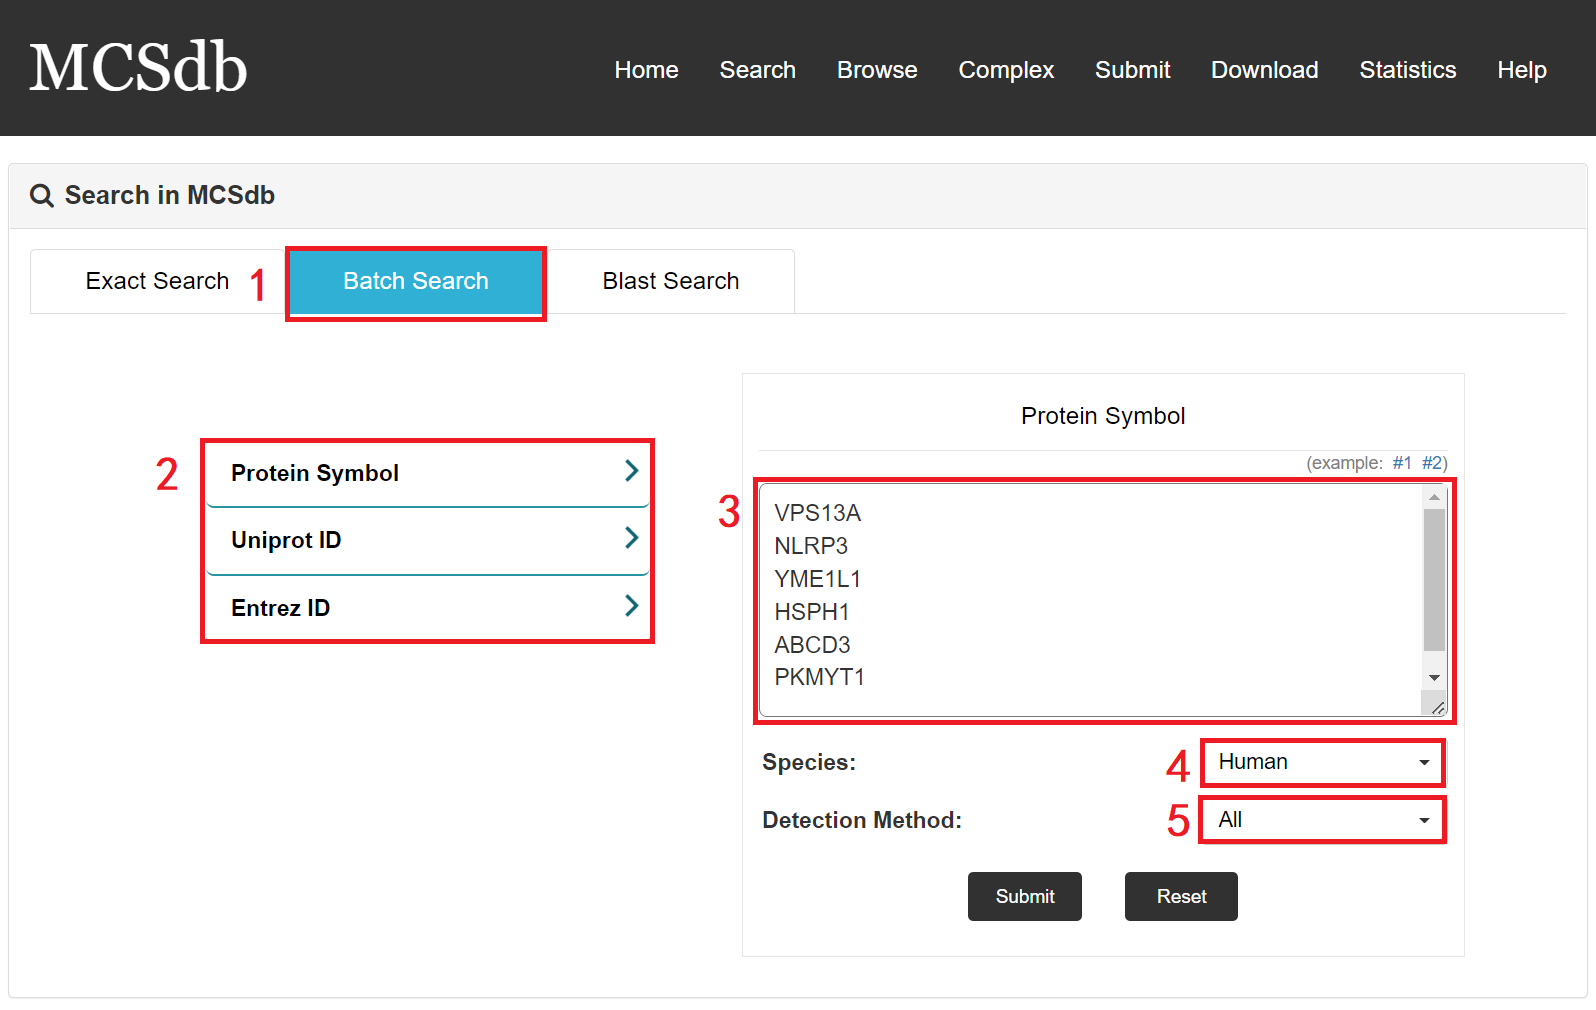 MCSdb
Home Search Browse Complex Submit Download Statistics Help
Search in MCSdb
Exact Search 1 Batch Search Blast Search
Protein Symbol
(example: #1 #2)
2 Protein Symbol
Uniprot ID
Entrez ID
3
VPS13A
NLRP3
YME1L1
HSPH1
ABCD3
PKMYT1
Species: 4 Human
Detection Method: 5 All
Submit Reset